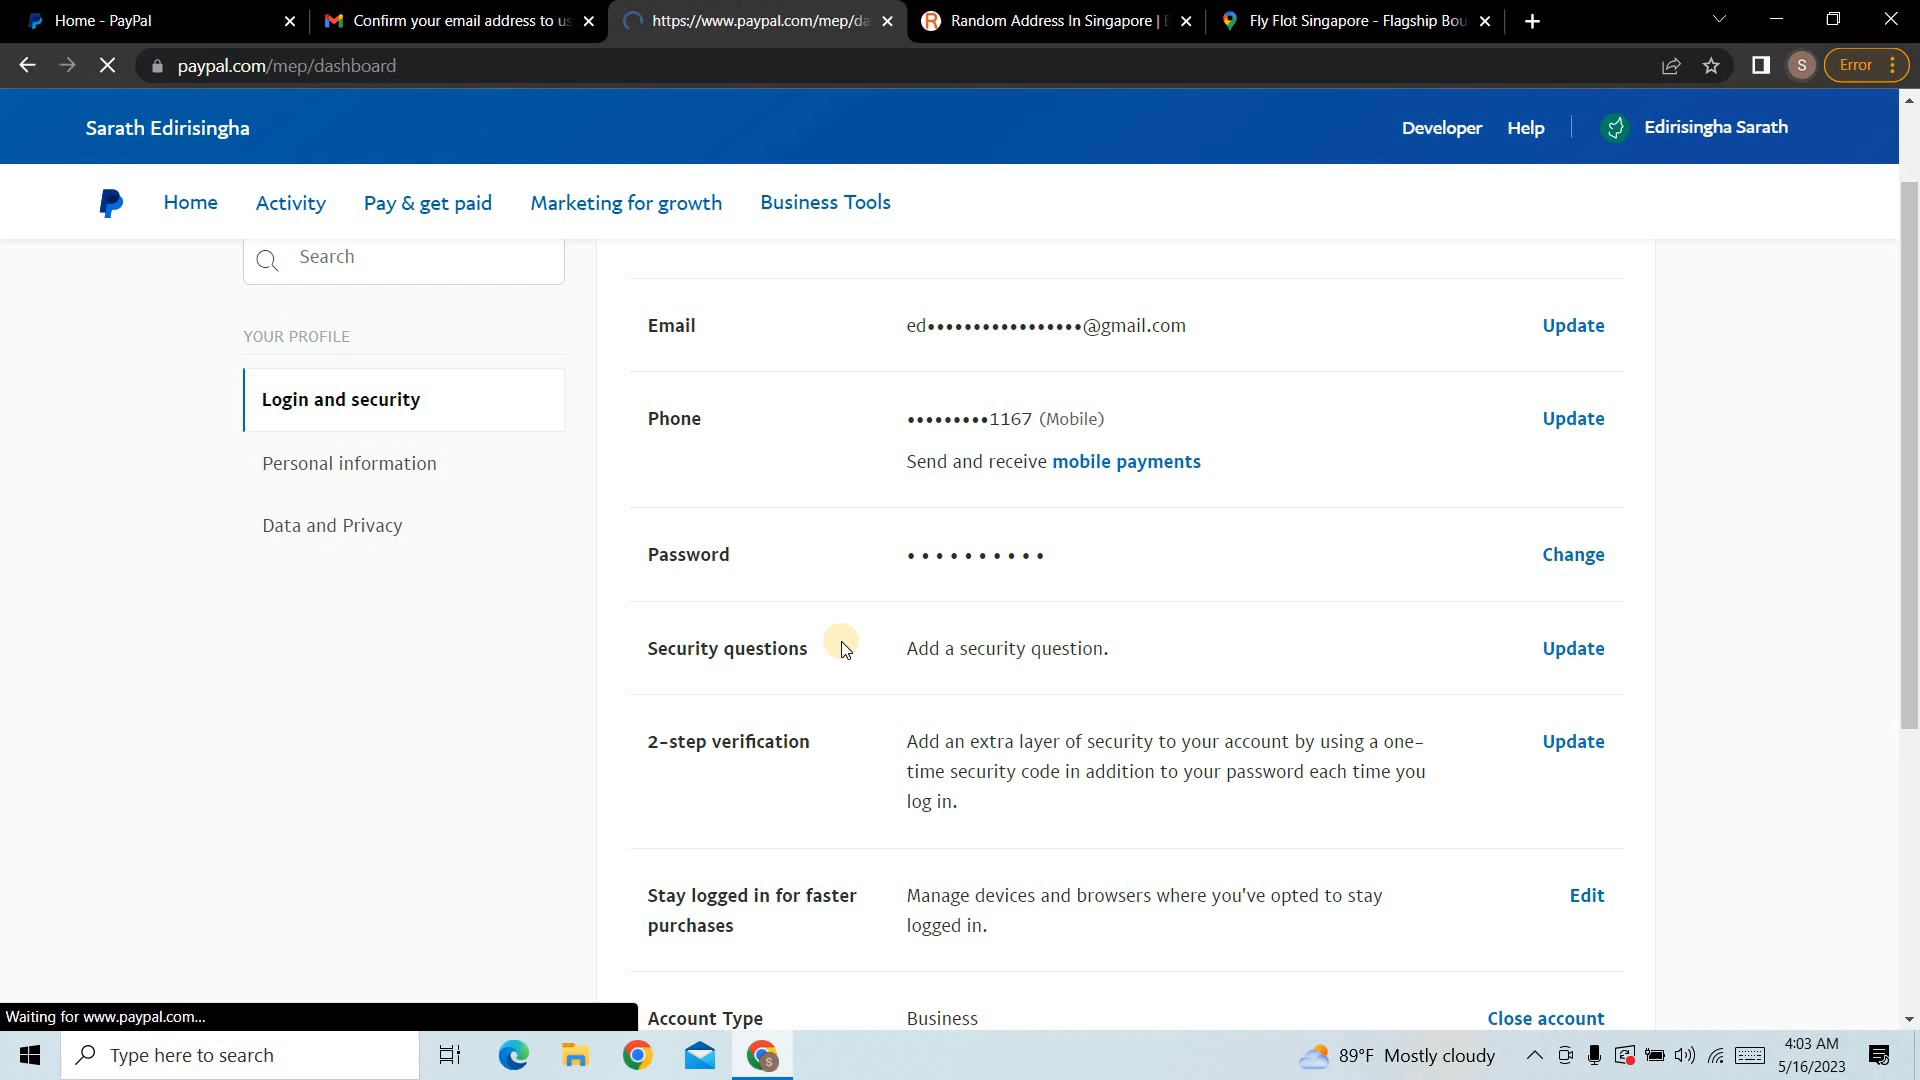 Home - PayPal
Confirm your email address to us
https://www.paypal.com/mep/da
Random Address In Singapore |
Fly Flot Singapore - Flagship Bou
paypal.com/mep/dashboard
S
Error
Sarath Edirisingha
Developer
Help
Edirisingha Sarath
Home
Activity
Pay & get paid
Marketing for growth
Business Tools
Search
YOUR PROFILE
Login and security
Personal information
Data and Privacy
Email
ed•••••••••••••••••@gmail.com
Update
Phone
•••••••••1167 (Mobile)
Update
Send and receive mobile payments
Password
••••••••••
Change
Security questions
Add a security question.
Update
2-step verification
Add an extra layer of security to your account by using a one-
time security code in addition to your password each time you
log in.
Update
Stay logged in for faster
purchases
Manage devices and browsers where you've opted to stay
logged in.
Edit
Account Type
Business
Close account
Waiting for www.paypal.com...
Type here to search
S
89°F Mostly cloudy
4:03 AM
5/16/2023